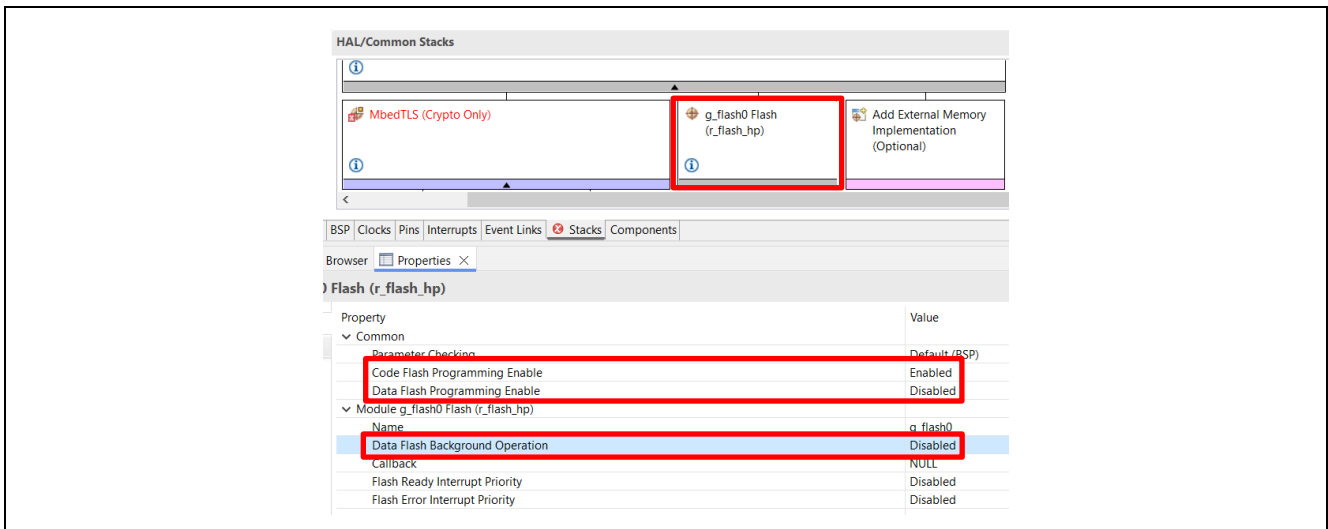 HAL/Common Stacks
MbedTLS (Crypto Only)
g_flash0 Flash
(r_flash_hp)
Add External Memory
Implementation
(Optional)
BSP Clocks Pins Interrupts Event Links Stacks Components
Browser Properties
Flash (r_flash_hp)
Property Value
Common
Parameter Checking Default (BSP)
Code Flash Programming Enable Enabled
Data Flash Programming Enable Disabled
Module g_flash0 Flash (r_flash_hp)
Name g_flash0
Data Flash Background Operation Disabled
Callback NULL
Flash Ready Interrupt Priority Disabled
Flash Error Interrupt Priority Disabled